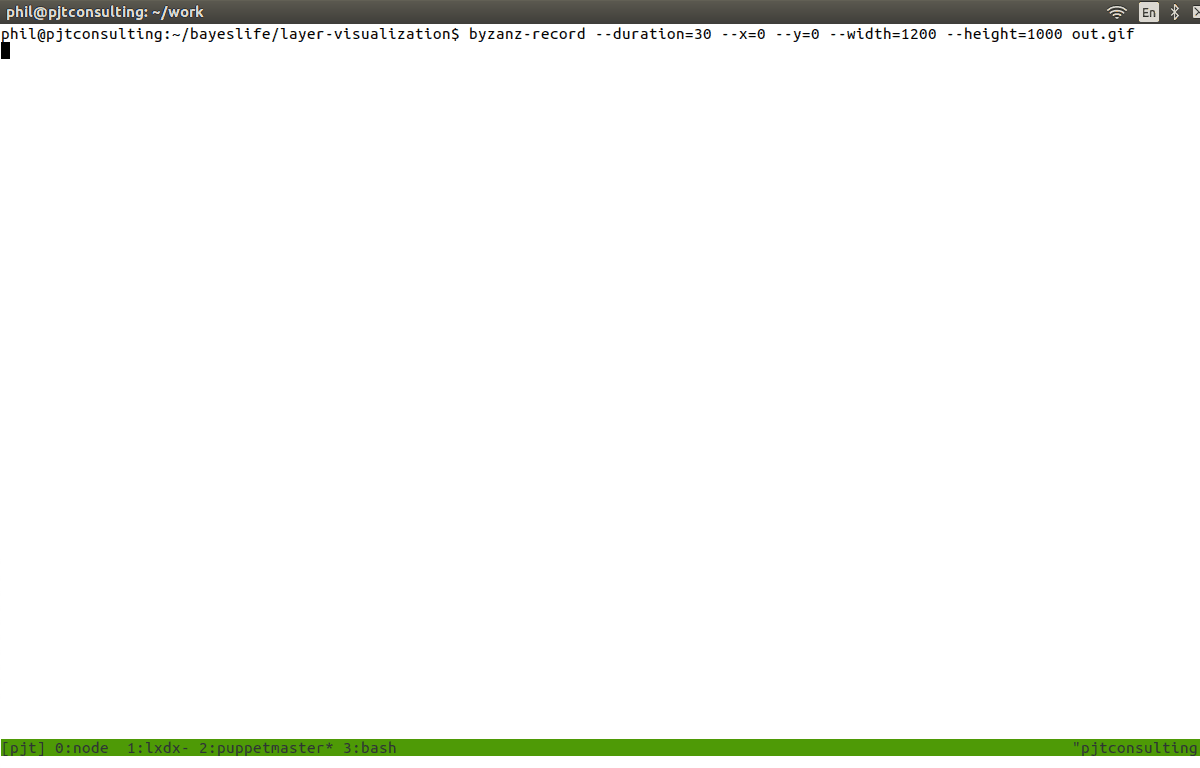 phil@pjtconsulting: ~/work
En
phil@pjtconsulting:~/bayeslife/layer-visualization$ byzanz-record --duration=30 --x=0 --y=0 --width=1200 --height=1000 out.gif
[pjt] 0:node  1:lxdx- 2:puppetmaster* 3:bash "pjtconsulting